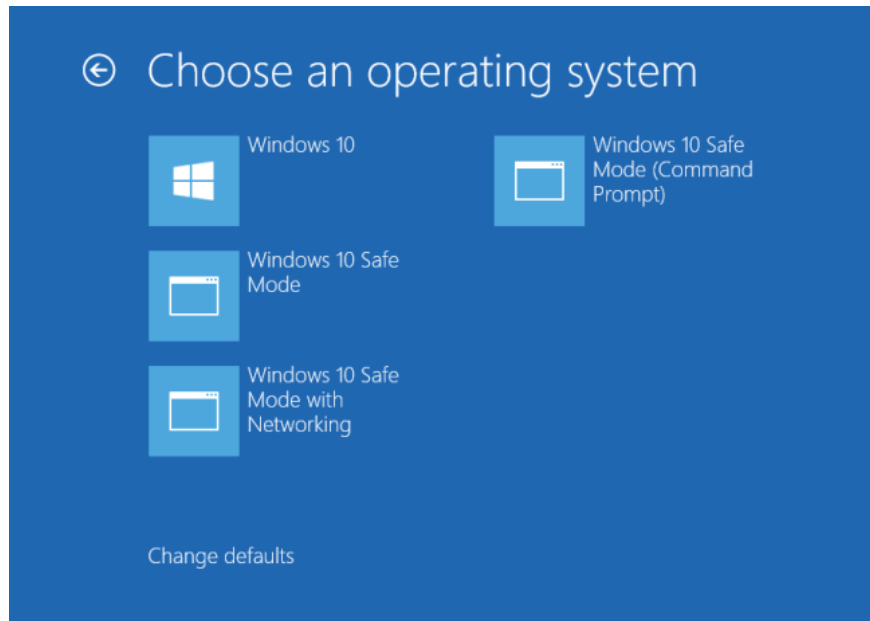 Choose an operating system
Windows 10
Windows 10 Safe
Mode
Windows 10 Safe
Mode with
Networking
Windows 10 Safe
Mode (Command
Prompt)
Change defaults